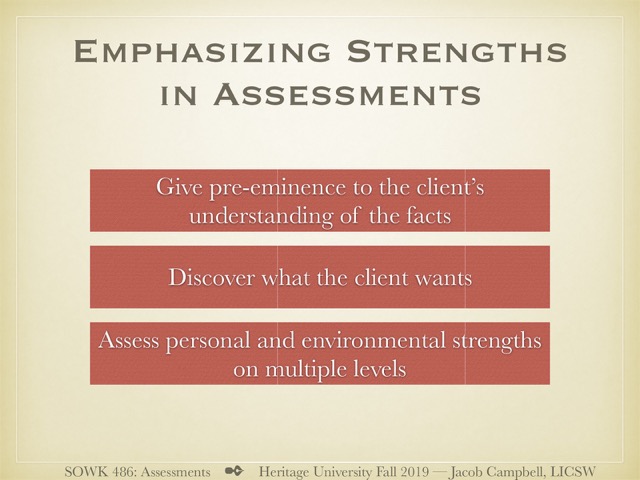 Emphasizing Strengths
in Assessments
Give pre-eminence to the client’s
understanding of the facts
Discover what the client wants
Assess personal and environmental strengths
on multiple levels
SOWK 486: Assessments ✒ Heritage University Fall 2019 — Jacob Campbell, LICSW